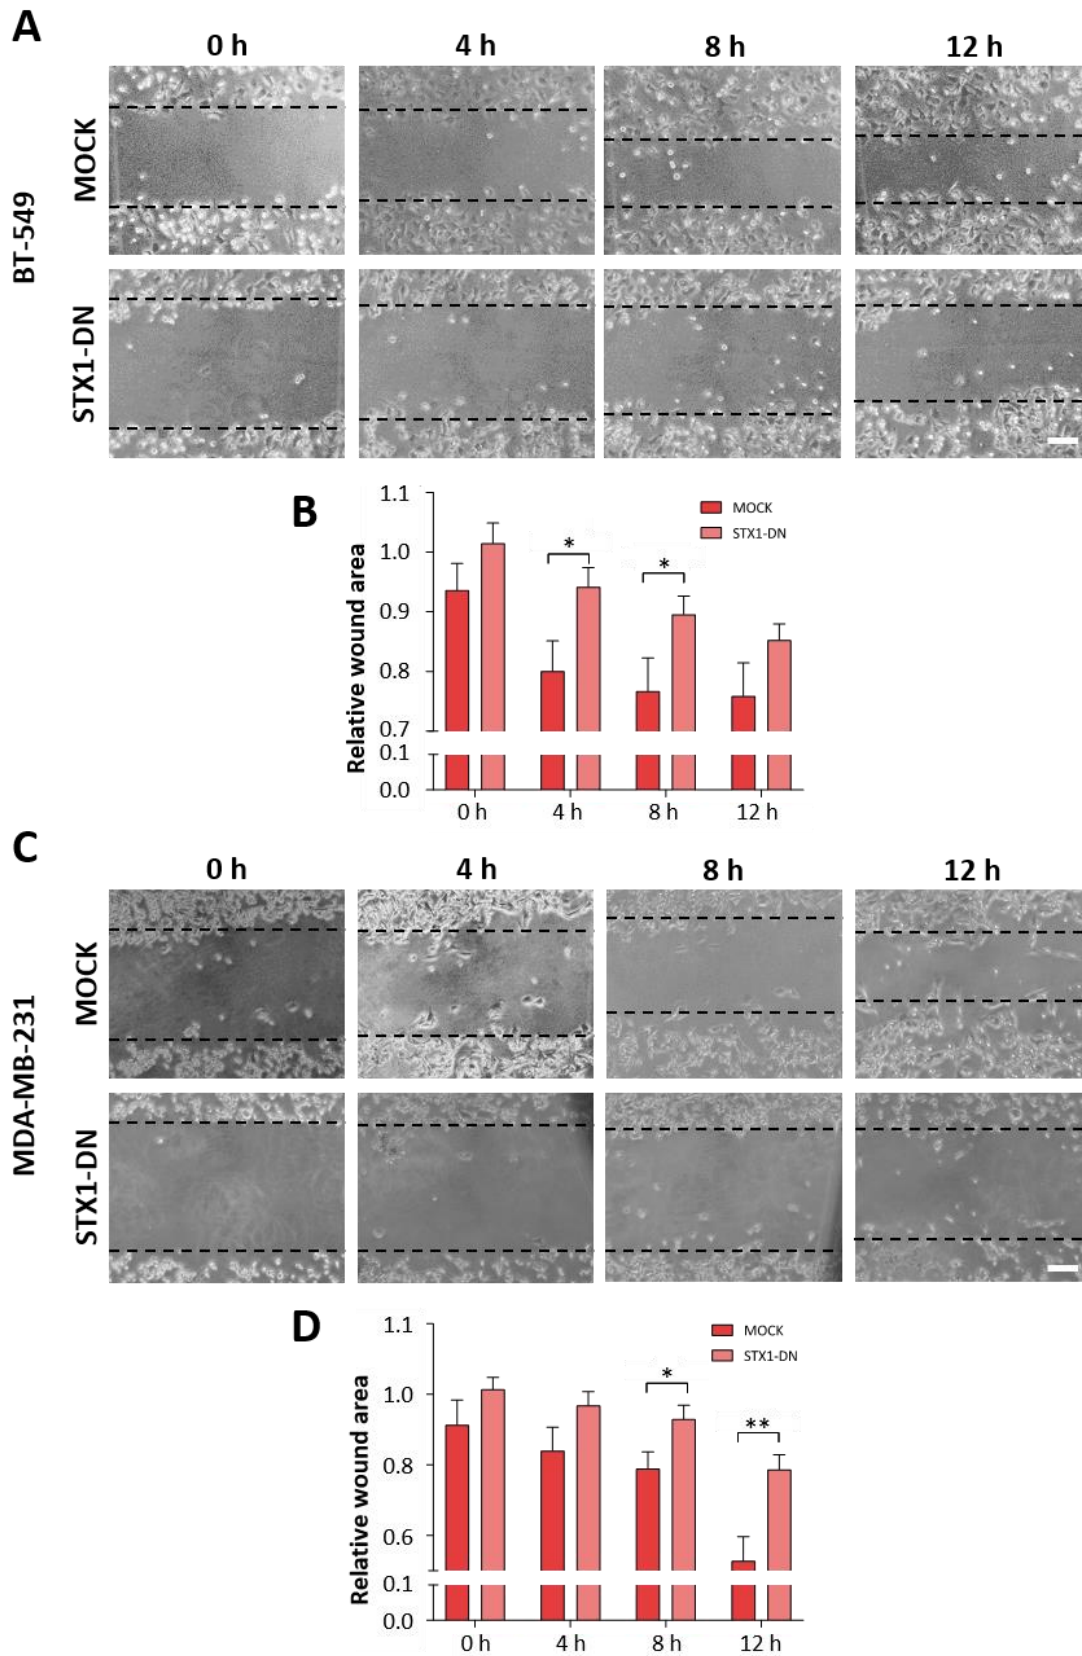 A
0 h 4 h 8 h 12 h
BT-549
MOCK
STX1-DN
B
Relative wound area
1.1
1.0
0.9
0.8
0.7
0.1
0.0
MOCK
STX1-DN
*
*
0 h 4 h 8 h 12 h
C
0 h 4 h 8 h 12 h
MDA-MB-231
MOCK
STX1-DN
D
Relative wound area
1.1
1.0
0.8
0.6
0.1
0.0
MOCK
STX1-DN
*
**
0 h 4 h 8 h 12 h